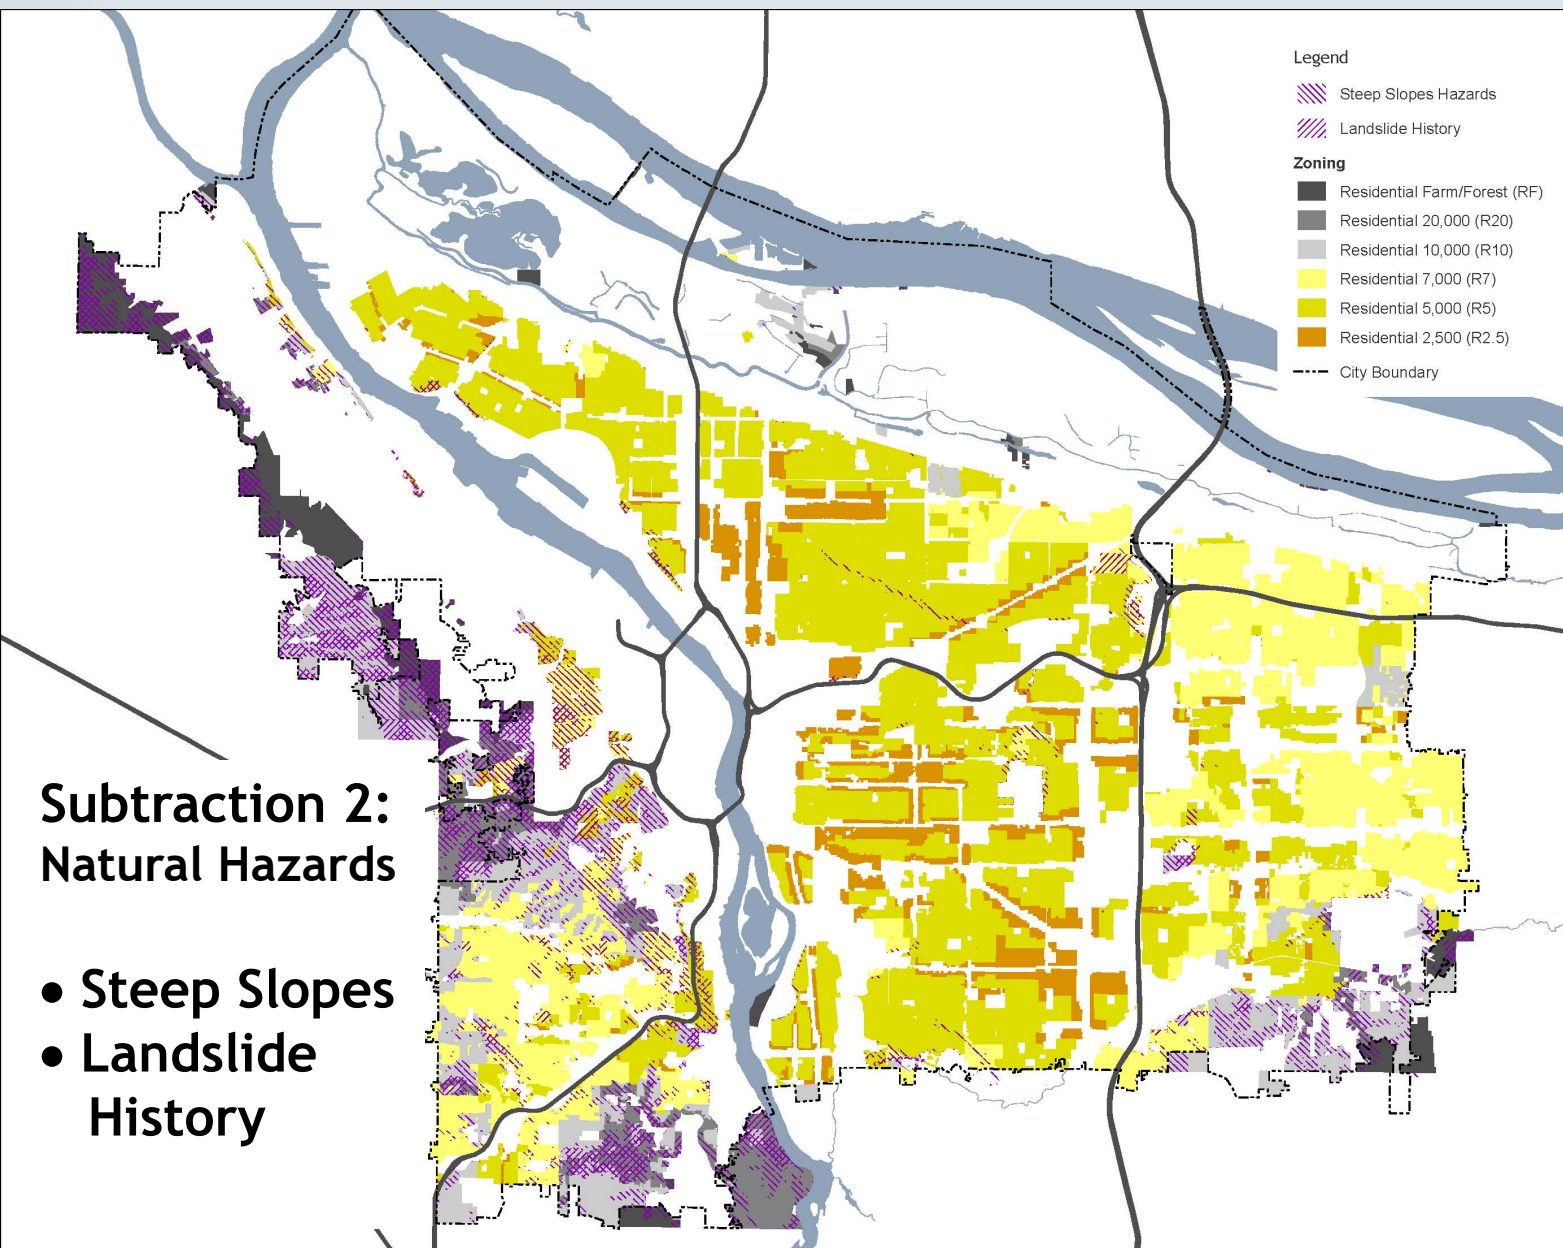 Legend
Steep Slopes Hazards
Landslide History
Zoning
Residential Farm/Forest (RF)
Residential 20,000 (R20)
Residential 10,000 (R10)
Residential 7,000 (R7)
Residential 5,000 (R5)
Residential 2,500 (R2.5)
City Boundary
Subtraction 2:
Natural Hazards
• Steep Slopes
• Landslide
History